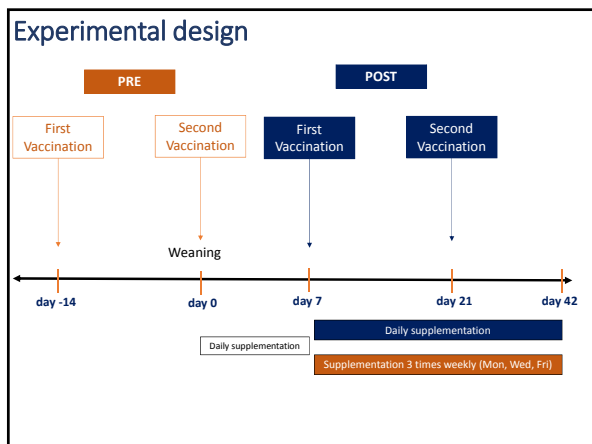 Experimental design
PRE
POST
First
Vaccination
Second
Vaccination
First
Vaccination
Second
Vaccination
Weaning
day -14
day 0
day 7
day 21
day 42
Daily supplementation
Daily supplementation
Supplementation 3 times weekly (Mon, Wed, Fri)